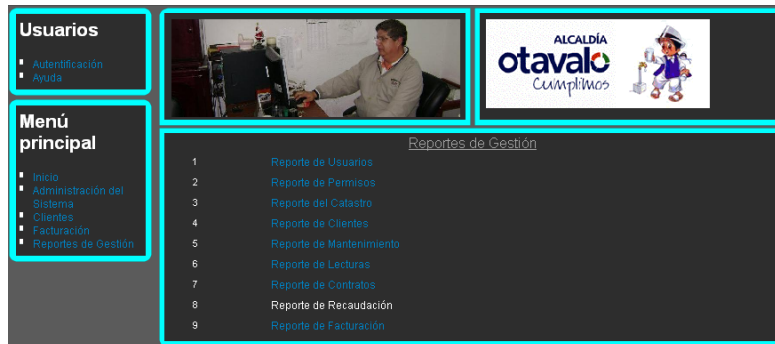 Usuarios
Autentificación
Ayuda
Menú
principal
Inicio
Administración del
Sistema
Clientes
Facturación
Reportes de Gestión
ALCALDÍA
otavalo
Cumplimos
Reportes de Gestión
1 Reporte de Usuarios
2 Reporte de Permisos
3 Reporte del Catastro
4 Reporte de Clientes
5 Reporte de Mantenimiento
6 Reporte de Lecturas
7 Reporte de Contratos
8 Reporte de Recaudación
9 Reporte de Facturación